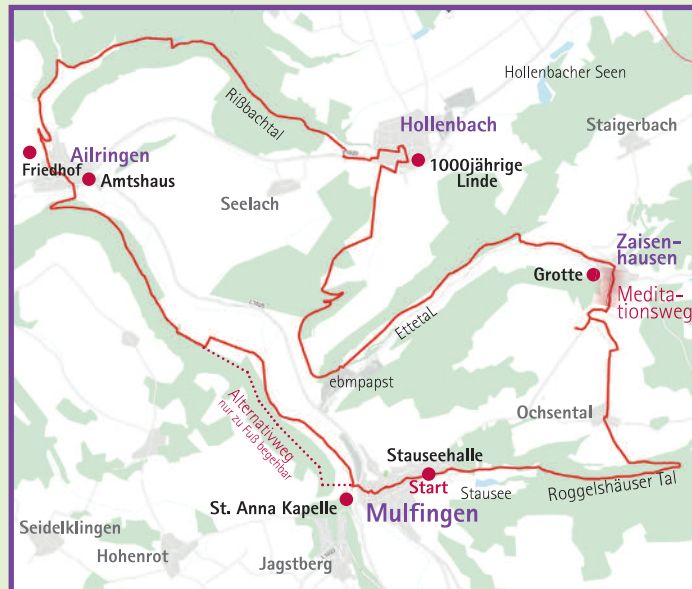 Hollenbacher Seen
Rißbachtal
Hollenbach
Staigerbach
Ailringen
Friedhof
Amtshaus
1000jährige
Linde
Seelach
Zaisen-
hausen
Grotte
Medita-
tionsweg
EttetaL
ebmpapst
Alternativweg
nur zu Fuß begehbar
Ochsental
Stauseehalle
Start
Stausee
Roggelshäuser Tal
St. Anna Kapelle
Mulfingen
Seidelklingen
Hohenrot
Jagstberg